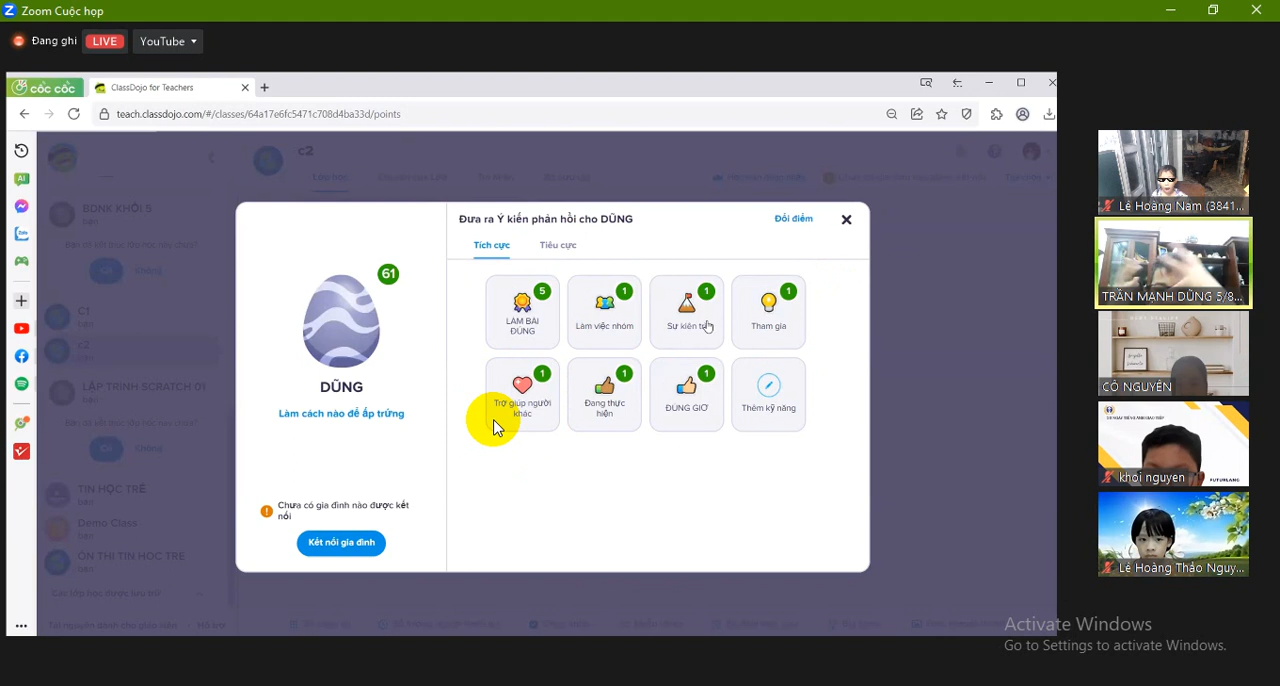 Zoom Cuộc họp
Đang ghi
LIVE
YouTube
cốc cốc
ClassDojo for Teachers
teach.classdojo.com/#/classes/64a17e6fc5471c708d4ba33d/points
c2
BDNK KHỐI 5
C1
c2
LẬP TRÌNH SCRATCH 01
TIN HỌC TRẺ
Demo Class
ÔN THI TIN HOC TRE
Đưa ra Ý kiến phản hồi cho DŨNG
Đổi điểm
Tích cực
Tiêu cực
61
DŨNG
Làm cách nào để ấp trứng
Chưa có gia đình nào được kết
nối
Kết nối gia đình
5
LÀM BÀI
ĐÚNG
1
Làm việc nhóm
1
Sự kiên trì
1
Tham gia
1
Trợ giúp người
khác
1
Đang thực
hiện
1
ĐÚNG GIỜ
Thêm kỹ năng
Lê Hoàng Nam (3841...
TRẦN MẠNH DŨNG 5/8...
CÔ NGUYÊN
khoi nguyen
FUTURLANG
Lê Hoàng Thảo Nguy...
Activate Windows
Go to Settings to activate Windows.